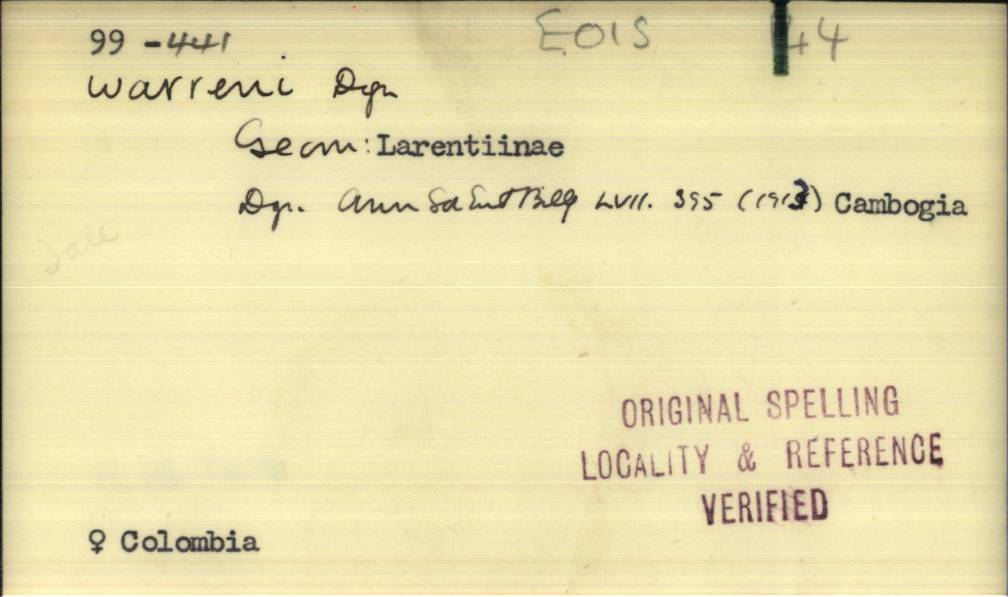 99 -441 EOIS 44
warreni Dgn
Geom: Larentiinae
Dgn. Ann Soc Ent Belg LVII. 395 (1913) Cambogia
ORIGINAL SPELLING
LOCALITY & REFERENCE
VERIFIED
♀ Colombia